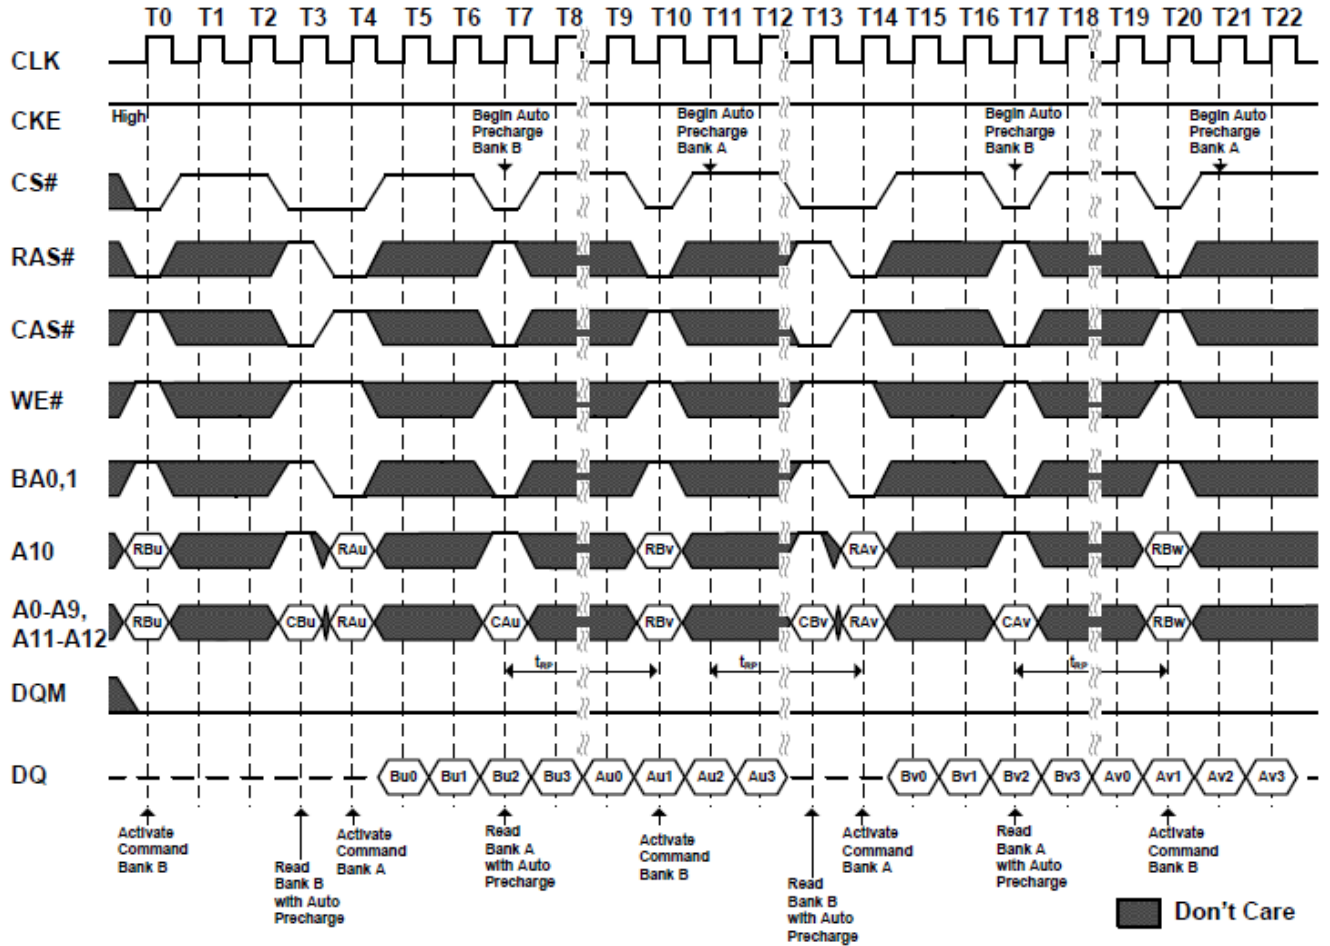 T0 T1 T2 T3 T4 T5 T6 T7 T8 T9 T10 T11 T12 T13 T14 T15 T16 T17 T18 T19 T20 T21 T22
CLK
CKE
High
Begin Auto
Precharge
Bank B
Begin Auto
Precharge
Bank A
Begin Auto
Precharge
Bank B
Begin Auto
Precharge
Bank A
CS#
RAS#
CAS#
WE#
BA0,1
A10
RBu RAu RBv RAv RBw
A0-A9,
A11-A12
RBu CBu RAu CAu RBv CBv RAv CAv RBw
tRP tRP tRP
DQM
DQ
Bu0 Bu1 Bu2 Bu3 Au0 Au1 Au2 Au3 Bv0 Bv1 Bv2 Bv3 Av0 Av1 Av2 Av3
Activate
Command
Bank B
Read
Bank B
with Auto
Precharge
Activate
Command
Bank A
Read
Bank A
with Auto
Precharge
Activate
Command
Bank B
Read
Bank B
with Auto
Precharge
Activate
Command
Bank A
Read
Bank A
with Auto
Precharge
Activate
Command
Bank B
Don't Care